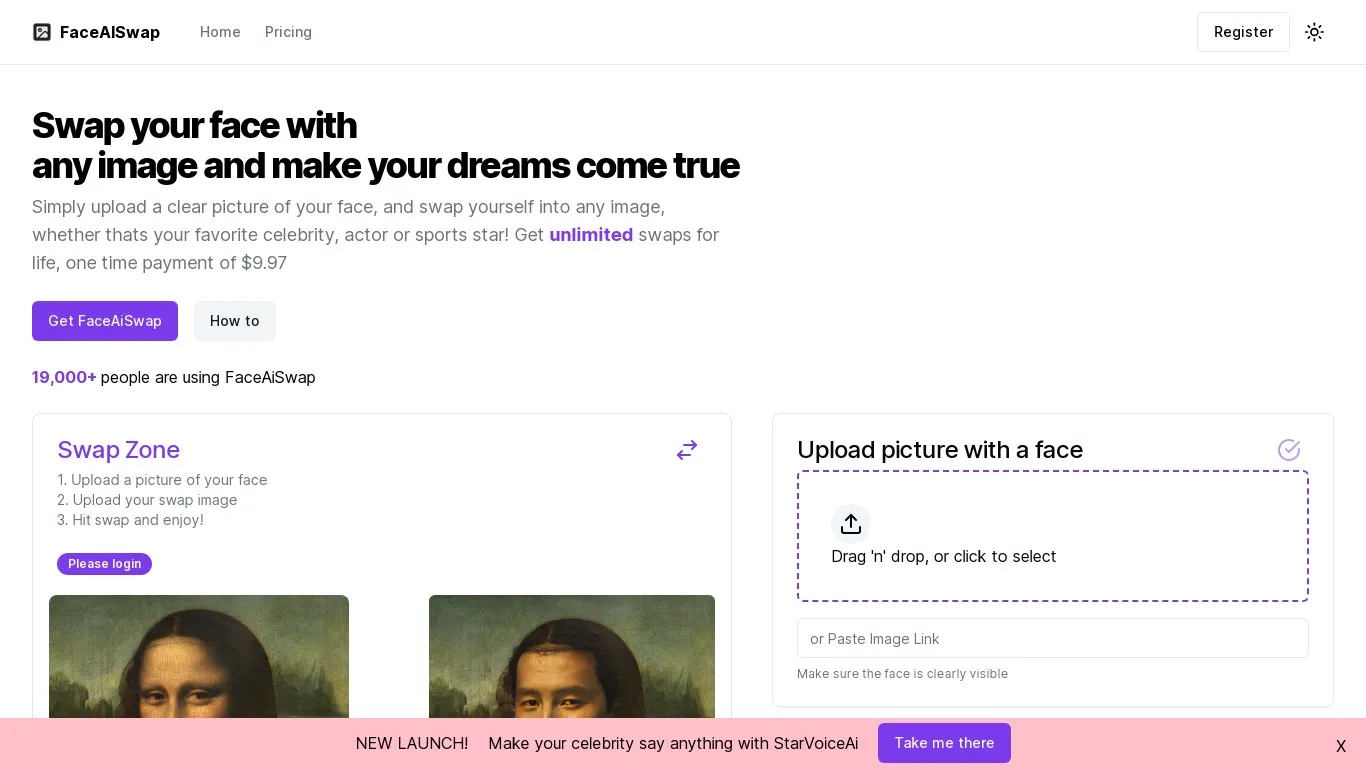 FaceAISwap
Home
Pricing
Register
Swap your face with
any image and make your dreams come true
Simply upload a clear picture of your face, and swap yourself into any image,
whether thats your favorite celebrity, actor or sports star! Get unlimited swaps for
life, one time payment of $9.97
Get FaceAiSwap
How to
19,000+ people are using FaceAiSwap
Swap Zone
1. Upload a picture of your face
2. Upload your swap image
3. Hit swap and enjoy!
Please login
Upload picture with a face
Drag 'n' drop, or click to select
or Paste Image Link
Make sure the face is clearly visible
NEW LAUNCH! Make your celebrity say anything with StarVoiceAi
Take me there
X